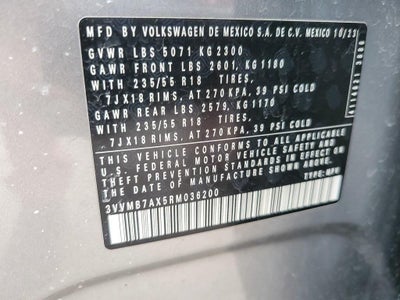 MFD BY VOLKSWAGEN DE MEXICO S.A. DE C.V. MEXICO 10/23
GVWR LBS 5071 KG 2300
GAWR FRONT LBS 2601, KG 1180
WITH 235/55 R18 TIRES,
7JX18 RIMS, AT 270 KPA, 39 PSI COLD
GAWR REAR LBS 2579, KG 1170
WITH 235/55 R18 TIRES,
7JX18 RIMS, AT 270 KPA, 39 PSI COLD
THIS VEHICLE CONFORMS TO ALL APPLICABLE
U.S. FEDERAL MOTOR VEHICLE SAFETY AND
THEFT PREVENTION STANDARDS IN EFFECT ON
THE DATE OF MANUFACTURE SHOWN ABOVE.
3VVMB7AX5RM036200
TYPE: MPV